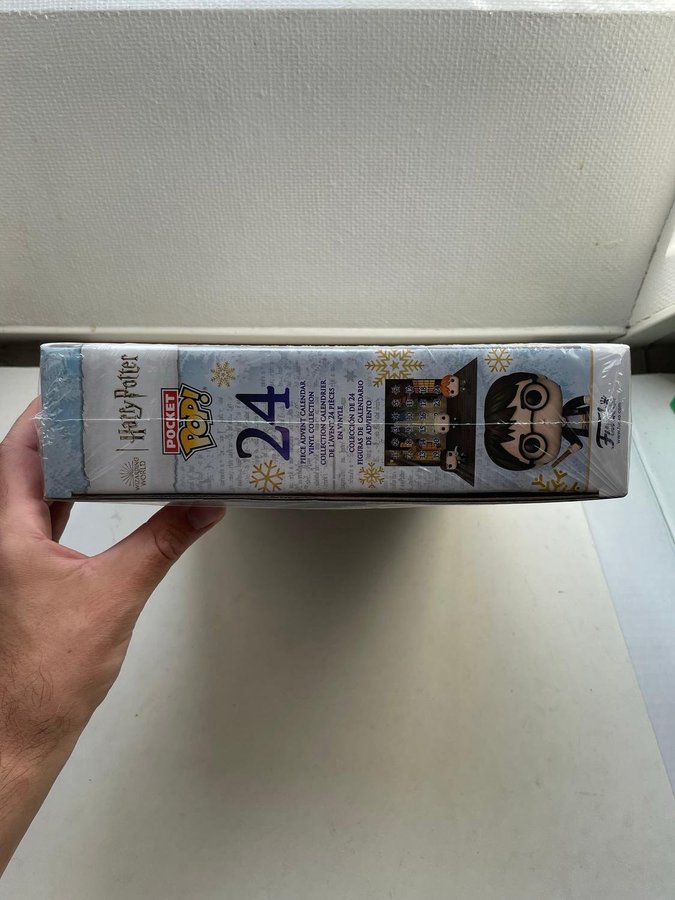 Harry Potter
WIZARDING
WORLD
POCKET
POP!
24
PIECE ADVENT CALENDAR
VINYL COLLECTION
COLLECTION CALENDRIER
DE L'AVENT 24 PIÈCES
EN VINYLE
COLECCIÓN DE 24
FIGURAS DE CALENDARIO
DE ADVIENTO
Funko